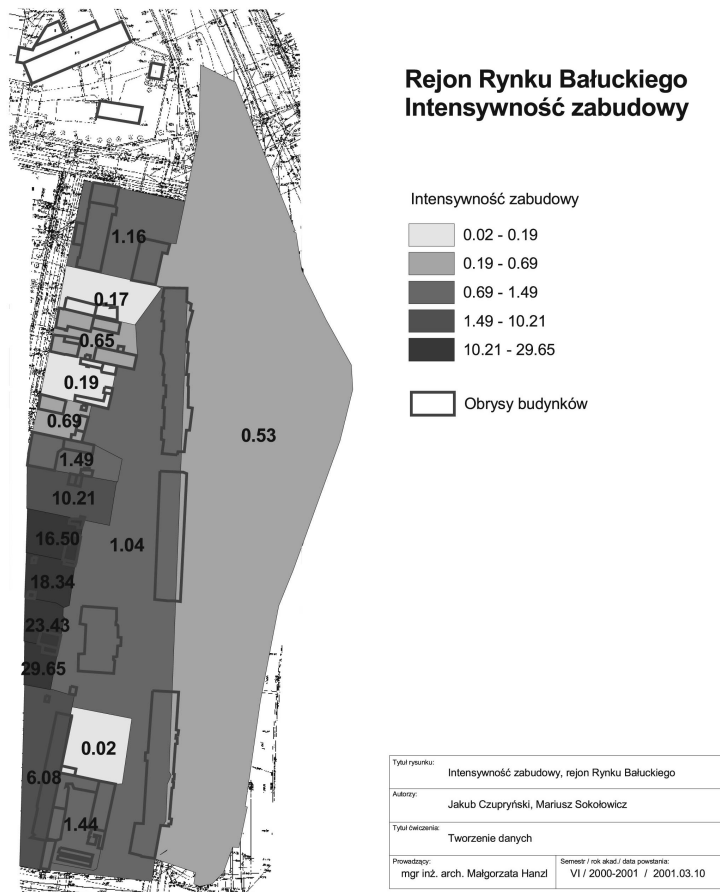 Rejon Rynku Bałuckiego
Intensywność zabudowy
Intensywność zabudowy
0.02 - 0.19
0.19 - 0.69
0.69 - 1.49
1.49 - 10.21
10.21 - 29.65
Obrysy budynków
1.16
0.17
0.65
0.19
0.69
0.53
1.49
10.21
16.50
1.04
18.34
23.43
29.65
0.02
6.08
1.44
Tytuł rysunku:
Intensywność zabudowy, rejon Rynku Bałuckiego
Autorzy:
Jakub Czupryński, Mariusz Sokołowicz
Tytuł ćwiczenia:
Tworzenie danych
Prowadzący:
mgr inż. arch. Małgorzata Hanzl
Semestr / rok akad./ data powstania:
VI / 2000-2001 / 2001.03.10